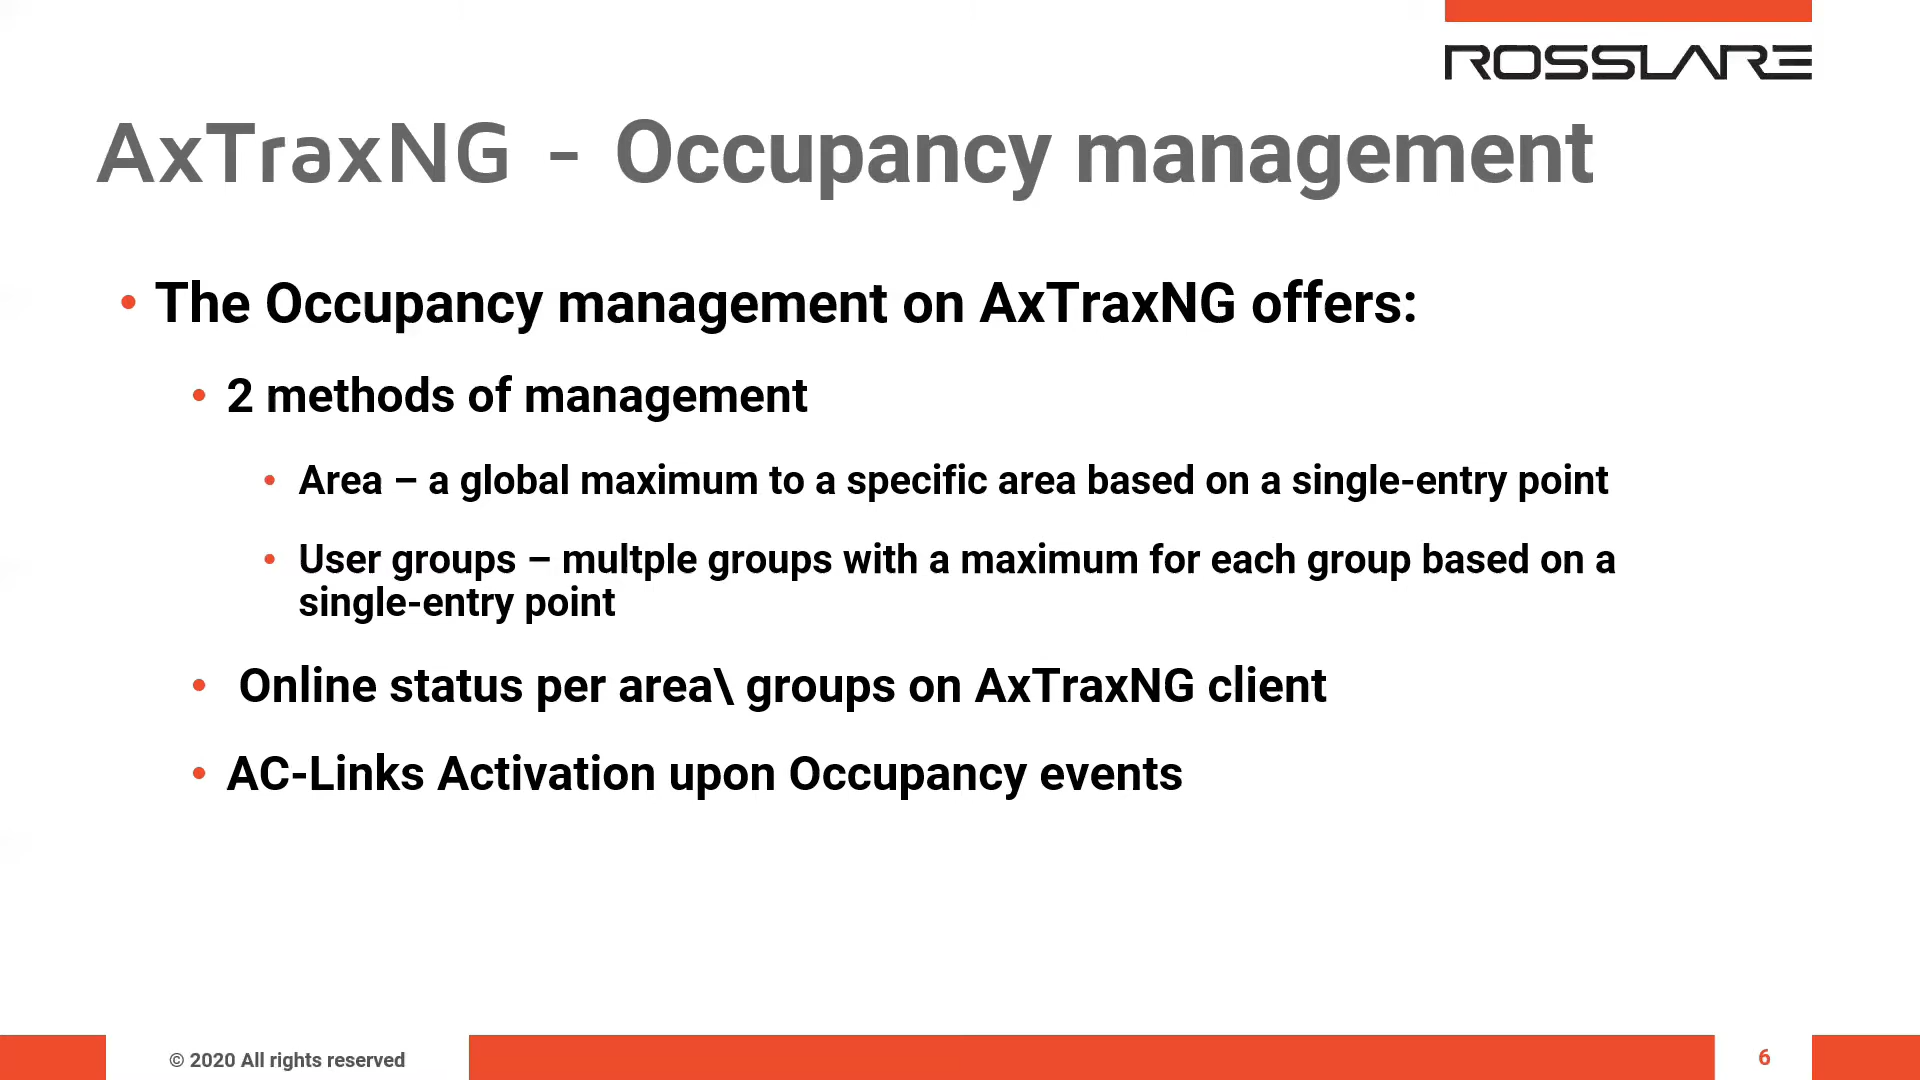 ROSSLARE
AxTraxNG - Occupancy management
• The Occupancy management on AxTraxNG offers:
• 2 methods of management
• Area – a global maximum to a specific area based on a single-entry point
• User groups – multple groups with a maximum for each group based on a
single-entry point
• Online status per area\ groups on AxTraxNG client
• AC-Links Activation upon Occupancy events
© 2020 All rights reserved
6